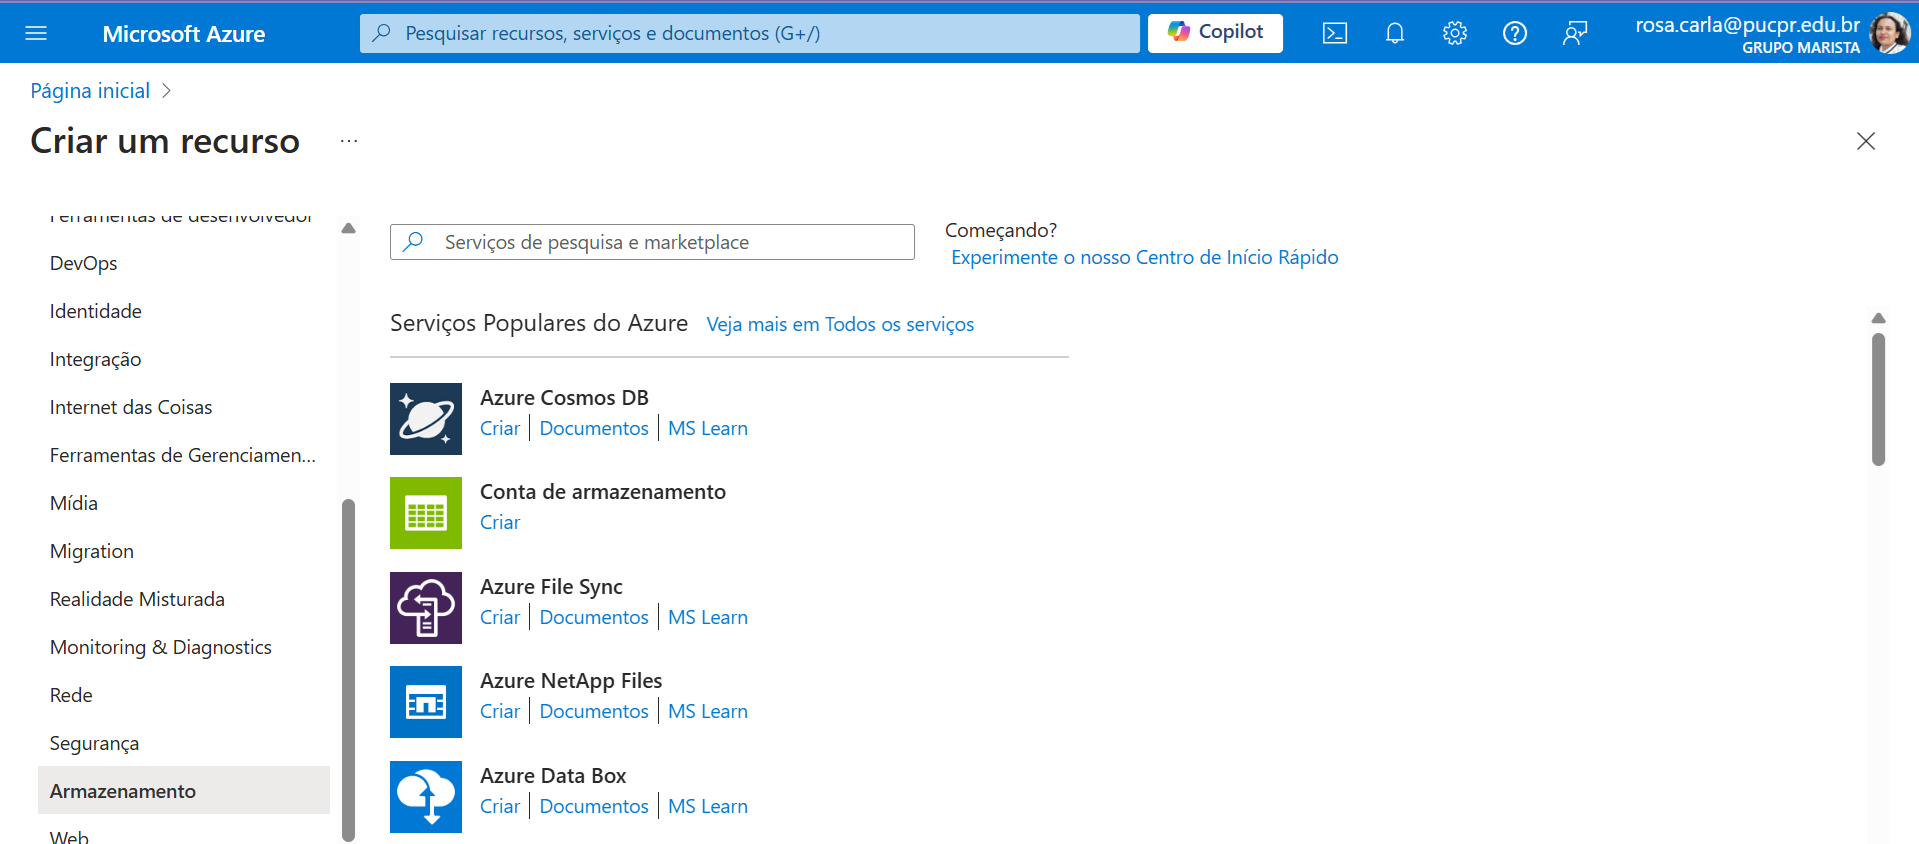 Microsoft Azure
Pesquisar recursos, serviços e documentos (G+/)
Copilot
rosa.carla@pucpr.edu.br
GRUPO MARISTA
Página inicial
Criar um recurso
...
Ferramentas de desenvolvedor
DevOps
Identidade
Integração
Internet das Coisas
Ferramentas de Gerenciamen...
Mídia
Migration
Realidade Misturada
Monitoring & Diagnostics
Rede
Segurança
Armazenamento
Web
Serviços de pesquisa e marketplace
Começando?
Experimente o nosso Centro de Início Rápido
Serviços Populares do Azure Veja mais em Todos os serviços
Azure Cosmos DB
Criar | Documentos | MS Learn
Conta de armazenamento
Criar
Azure File Sync
Criar | Documentos | MS Learn
Azure NetApp Files
Criar | Documentos | MS Learn
Azure Data Box
Criar | Documentos | MS Learn